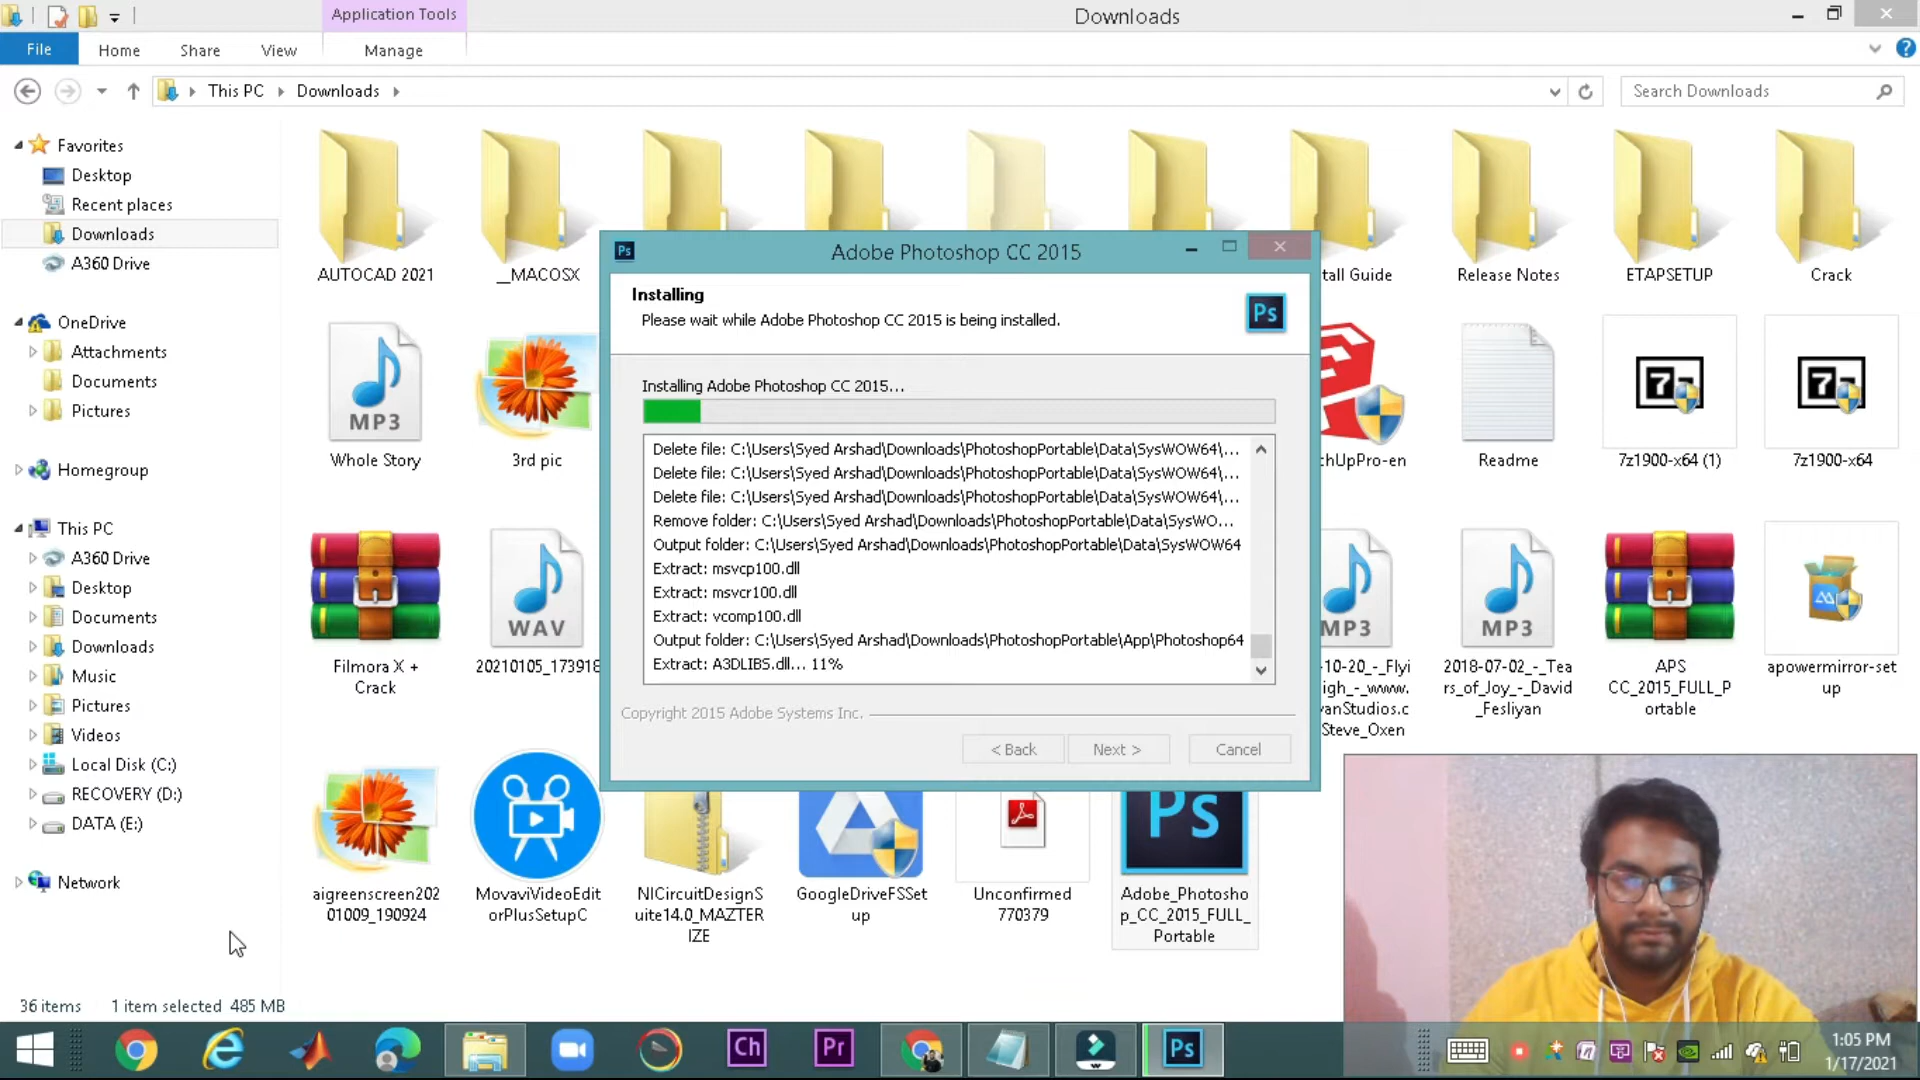 Application Tools
Downloads
File
Home
Share
View
Manage
This PC
Downloads
Search Downloads
Favorites
Desktop
Recent places
Downloads
A360 Drive
OneDrive
Attachments
Documents
Pictures
Homegroup
This PC
A360 Drive
Desktop
Documents
Downloads
Music
Pictures
Videos
Local Disk (C:)
RECOVERY (D:)
DATA (E:)
Network
AUTOCAD 2021
__MACOSX
tall Guide
Release Notes
ETAPSETUP
Crack
MP3
Whole Story
3rd pic
chUpPro-en
Readme
7z1900-x64 (1)
7z1900-x64
Filmora X +
Crack
WAV
20210105_173918
MP3
-10-20_-_Flyi
igh_-_www.
yanStudios.c
Steve_Oxen
MP3
2018-07-02_-_Tea
rs_of_Joy_-_David
_Fesliyan
APS
CC_2015_FULL_P
ortable
apowermirror-set
up
aigreenscreen202
01009_190924
MovaviVideoEdit
orPlusSetupC
NICircuitDesignS
uite14.0_MAZTER
IZE
GoogleDriveFSSet
up
Unconfirmed
770379
Ps
Adobe_Photosho
p_CC_2015_FULL_
Portable
Ps
Adobe Photoshop CC 2015
Installing
Please wait while Adobe Photoshop CC 2015 is being installed.
Ps
Installing Adobe Photoshop CC 2015...
Delete file: C:\Users\Syed Arshad\Downloads\PhotoshopPortable\Data\SysWOW64\...
Delete file: C:\Users\Syed Arshad\Downloads\PhotoshopPortable\Data\SysWOW64\...
Delete file: C:\Users\Syed Arshad\Downloads\PhotoshopPortable\Data\SysWOW64\...
Remove folder: C:\Users\Syed Arshad\Downloads\PhotoshopPortable\Data\SysWO...
Output folder: C:\Users\Syed Arshad\Downloads\PhotoshopPortable\Data\SysWOW64
Extract: msvcp100.dll
Extract: msvcr100.dll
Extract: vcomp100.dll
Output folder: C:\Users\Syed Arshad\Downloads\PhotoshopPortable\App\Photoshop64
Extract: A3DLIBS.dll... 11%
Copyright 2015 Adobe Systems Inc.
< Back
Next >
Cancel
36 items
1 item selected 485 MB
Ch
Pr
Ps
1:05 PM
1/17/2021